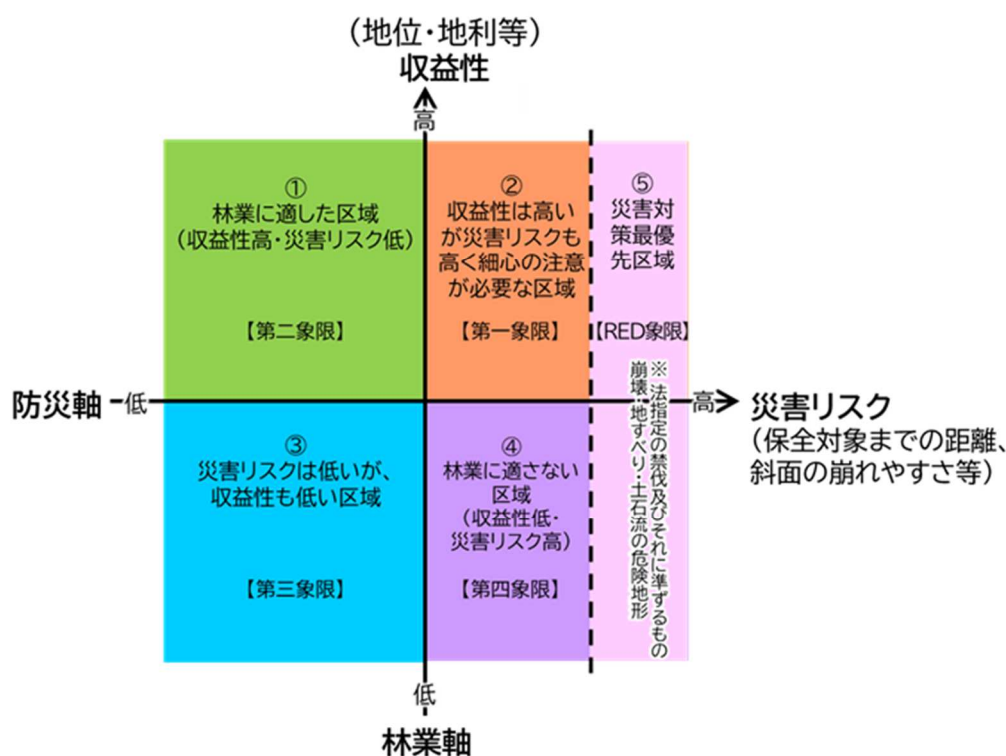 (地位・地利等)
収益性
高
①
林業に適した区域
(収益性高・災害リスク低)
【第二象限】
②
収益性は高い
が災害リスクも
高く細心の注意
が必要な区域
【第一象限】
⑤
災害対
策最優
先区域
【RED象限】
防災軸
低
高
災害リスク
(保全対象までの距離、
斜面の崩れやすさ等)
③
災害リスクは低いが、
収益性も低い区域
【第三象限】
④
林業に適さない
区域
(収益性低・
災害リスク高)
【第四象限】
※ 法指定の禁伐及びそれに準ずるもの
崩壊・地すべり・土石流の危険地形
低
林業軸